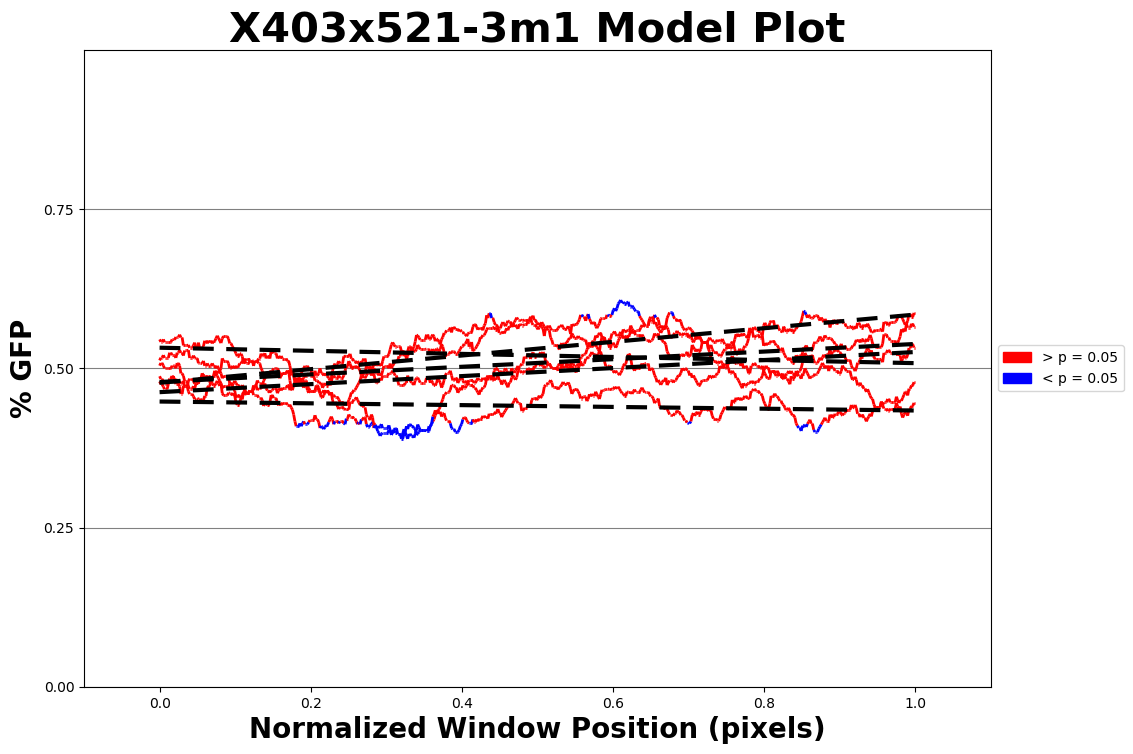 X403x521-3m1 Model Plot
% GFP
0.75
0.50
0.25
0.00
0.0 0.2 0.4 0.6 0.8 1.0
Normalized Window Position (pixels)
> p = 0.05
< p = 0.05